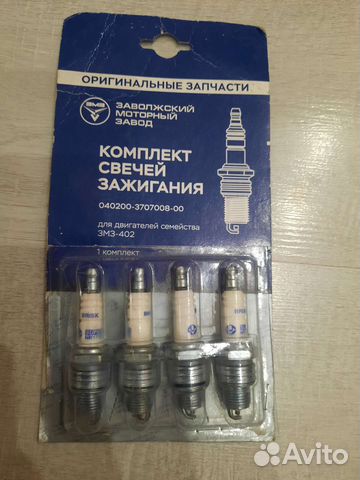 ОРИГИНАЛЬНЫЕ ЗАПЧАСТИ
ЗМЗ
ЗАВОЛЖСКИЙ
МОТОРНЫЙ
ЗАВОД
КОМПЛЕКТ
СВЕЧЕЙ
ЗАЖИГАНИЯ
040200-3707008-00
для двигателей семейства
ЗМЗ-402
1 комплект
BRISK
Avito